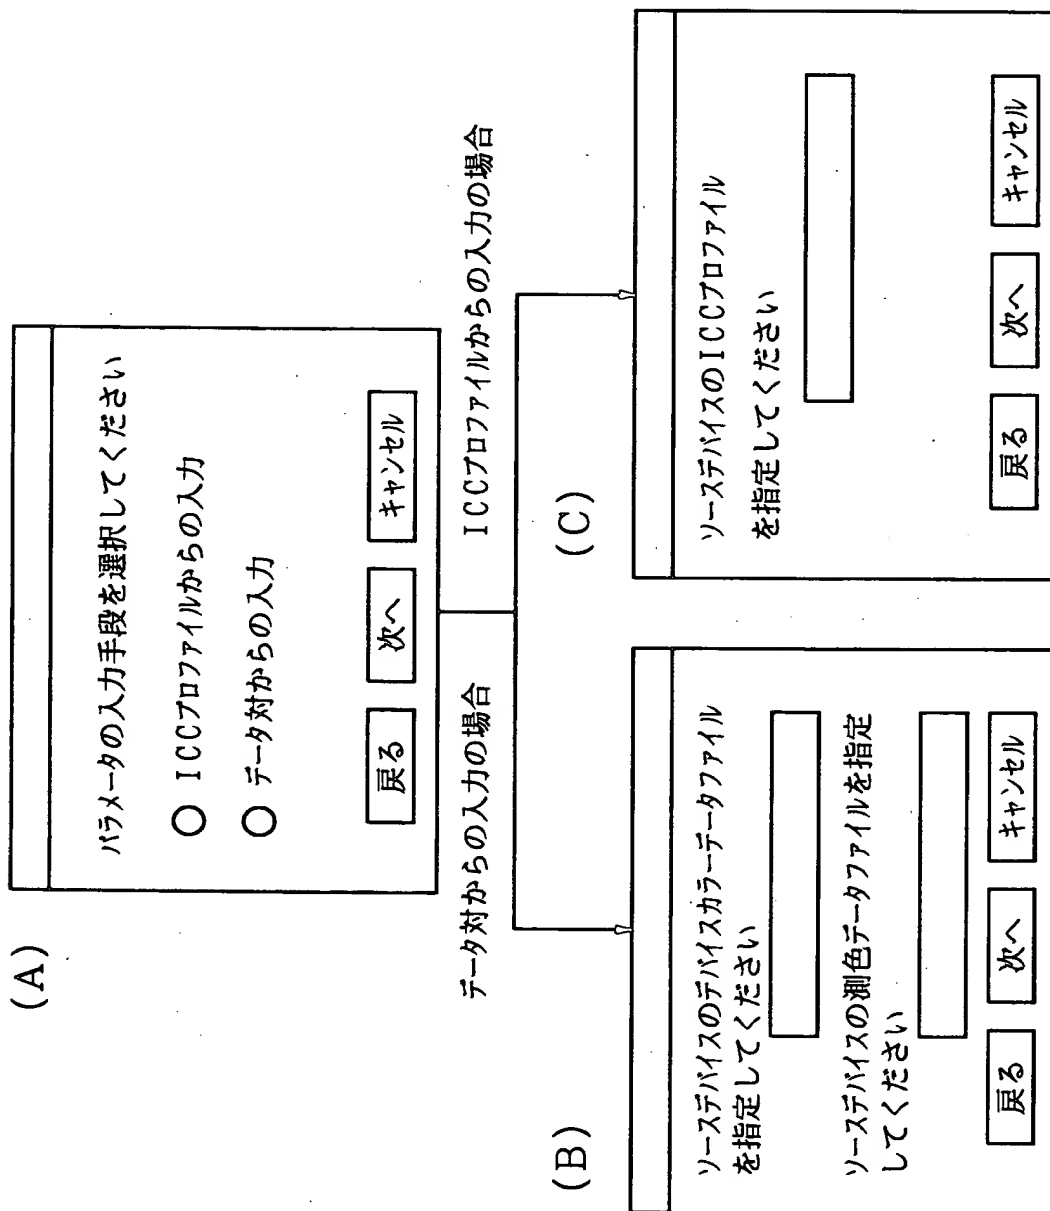 (A)
パラメータの入力手段を選択してください
ICCプロファイルからの入力
データ対からの入力
戻る 次へ キャンセル
データ対からの入力の場合
ICCプロファイルからの入力の場合
(B)
ソースデバイスのデバイスカラーデータファイル
を指定してください
ソースデバイスの測色データファイルを指定
してください
戻る 次へ キャンセル
(C)
ソースデバイスのICCプロファイル
を指定してください
戻る 次へ キャンセル